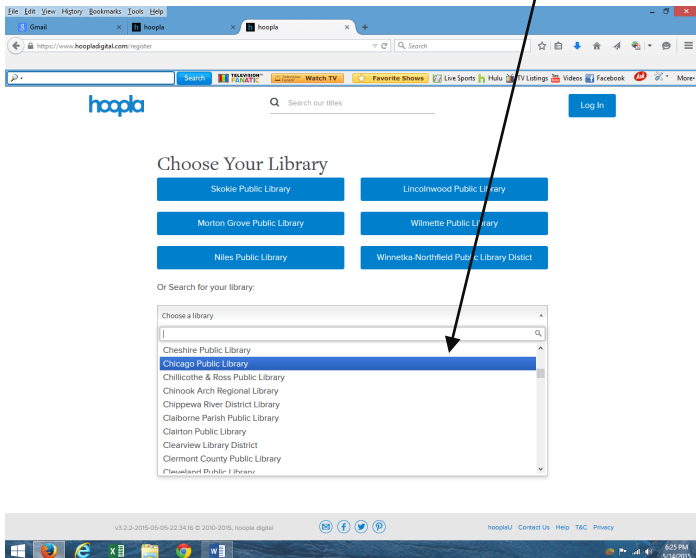 File Edit View History Bookmarks Tools Help
Gmail × hoopla × hoopla × +
https://www.hoopladigital.com/register Search
Search TELEVISION FANATIC Watch TV Favorite Shows Live Sports Hulu TV Listings Videos Facebook More
hoopla Search our titles Log In
Choose Your Library
Skokie Public Library Lincolnwood Public Library
Morton Grove Public Library Wilmette Public Library
Niles Public Library Winnetka-Northfield Public Library Distict
Or Search for your library:
Choose a library
Cheshire Public Library
Chicago Public Library
Chillicothe & Ross Public Library
Chinook Arch Regional Library
Chippewa River District Library
Claiborne Parish Public Library
Clairton Public Library
Clearview Library District
Clermont County Public Library
Cleveland Public Library
v3.2.2-2015-05-05-22.34.16 © 2010-2015, hoopla digital hooplaU Contact Us Help T&C Privacy
6:25 PM
5/14/2015